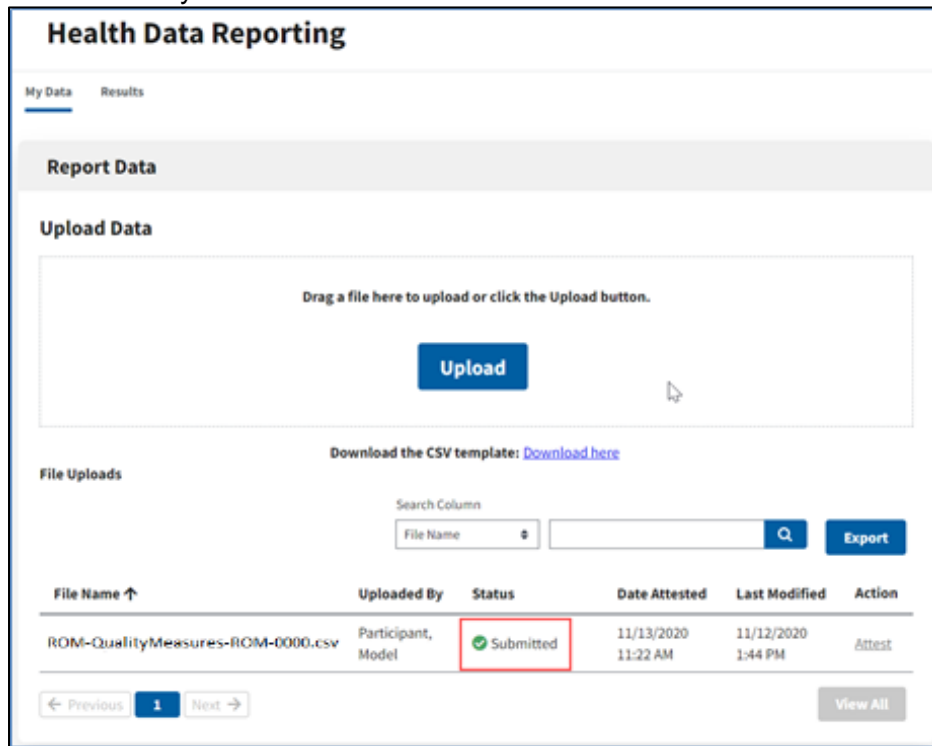 Health Data Reporting
My Data Results
Report Data
Upload Data
Drag a file here to upload or click the Upload button.
Upload
Download the CSV template: Download here
File Uploads
Search Column
File Name
Export
File Name ↑ Uploaded By Status Date Attested Last Modified Action
ROM-QualityMeasures-ROM-0000.csv Participant, Model Submitted 11/13/2020 11:22 AM 11/12/2020 1:44 PM Attest
← Previous 1 Next → View All